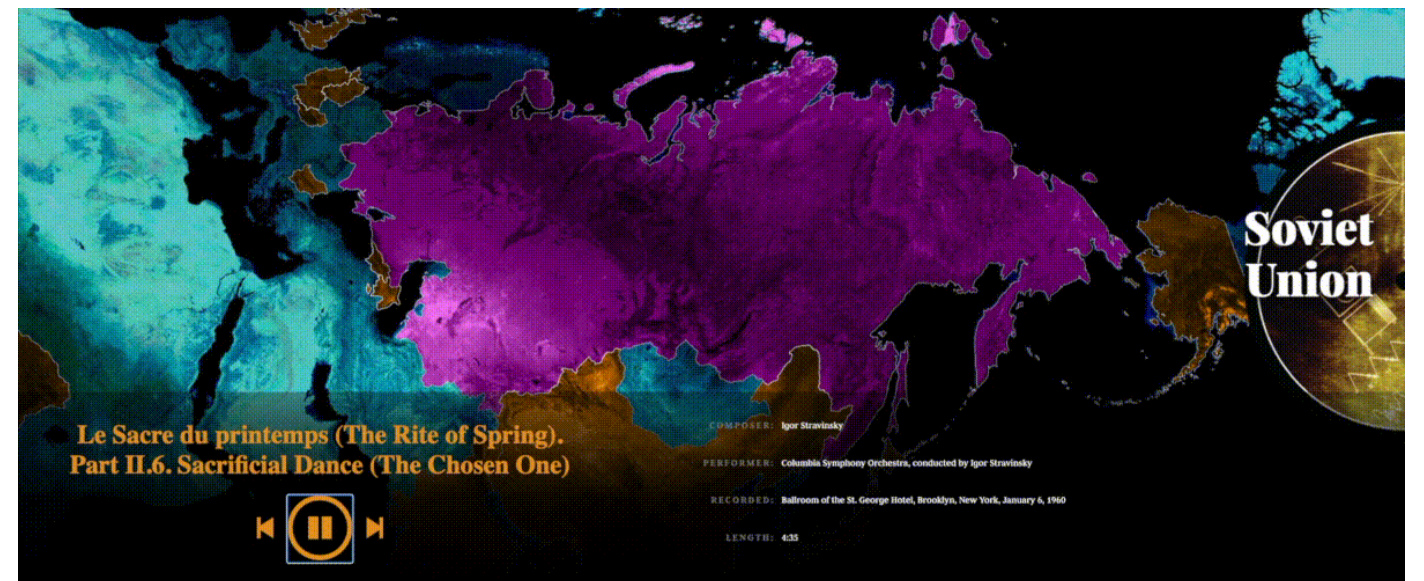 Soviet
Union
Le Sacre du printemps (The Rite of Spring).
Part II.6. Sacrificial Dance (The Chosen One)
COMPOSER: Igor Stravinsky
PERFORMER: Columbia Symphony Orchestra, conducted by Igor Stravinsky
RECORDED: Ballroom of the St. George Hotel, Brooklyn, New York, January 6, 1960
LENGTH: 4:35